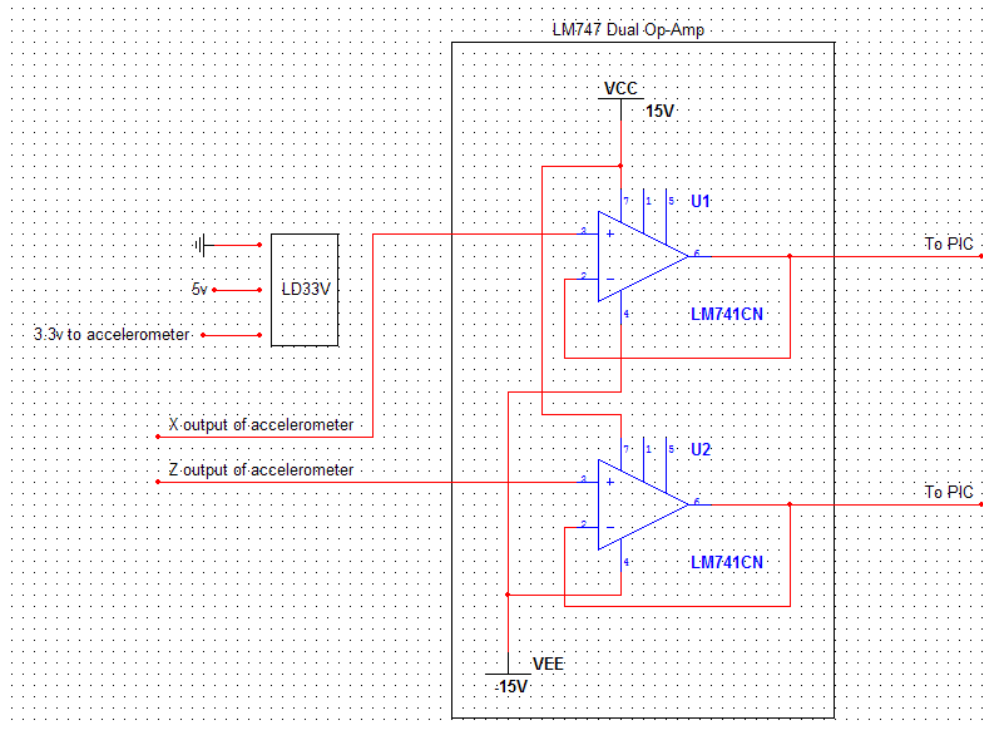 LM747 Dual Op-Amp
VCC
15V
7 1 5 U1
3 +
To PIC
6
2 −
LM741CN
4
5v LD33V
3.3v to accelerometer
X output of accelerometer
Z output of accelerometer
7 1 5 U2
3 +
To PIC
6
2 −
LM741CN
4
VEE
-15V